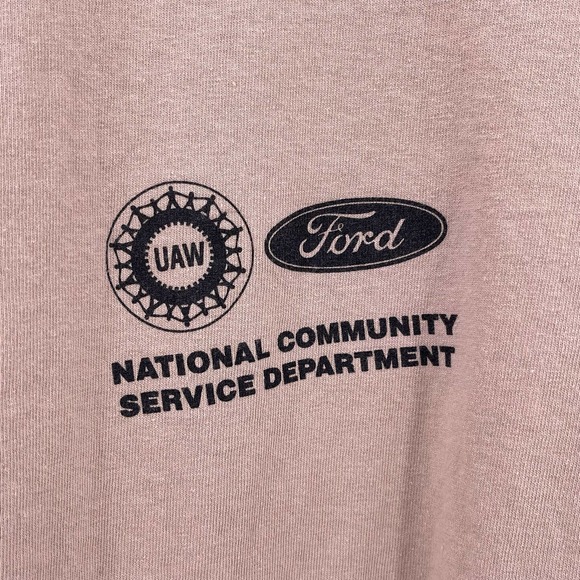 UAW
Ford
NATIONAL COMMUNITY
SERVICE DEPARTMENT